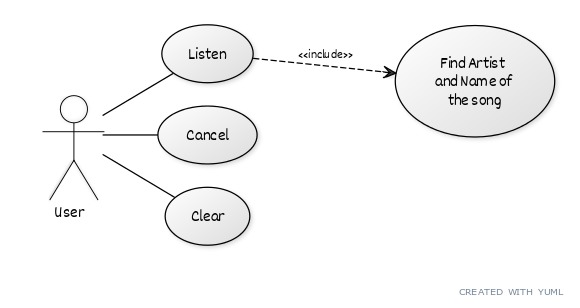 Listen
<<include>>
Find Artist
and Name of
the song
Cancel
User
Clear
CREATED WITH YUML